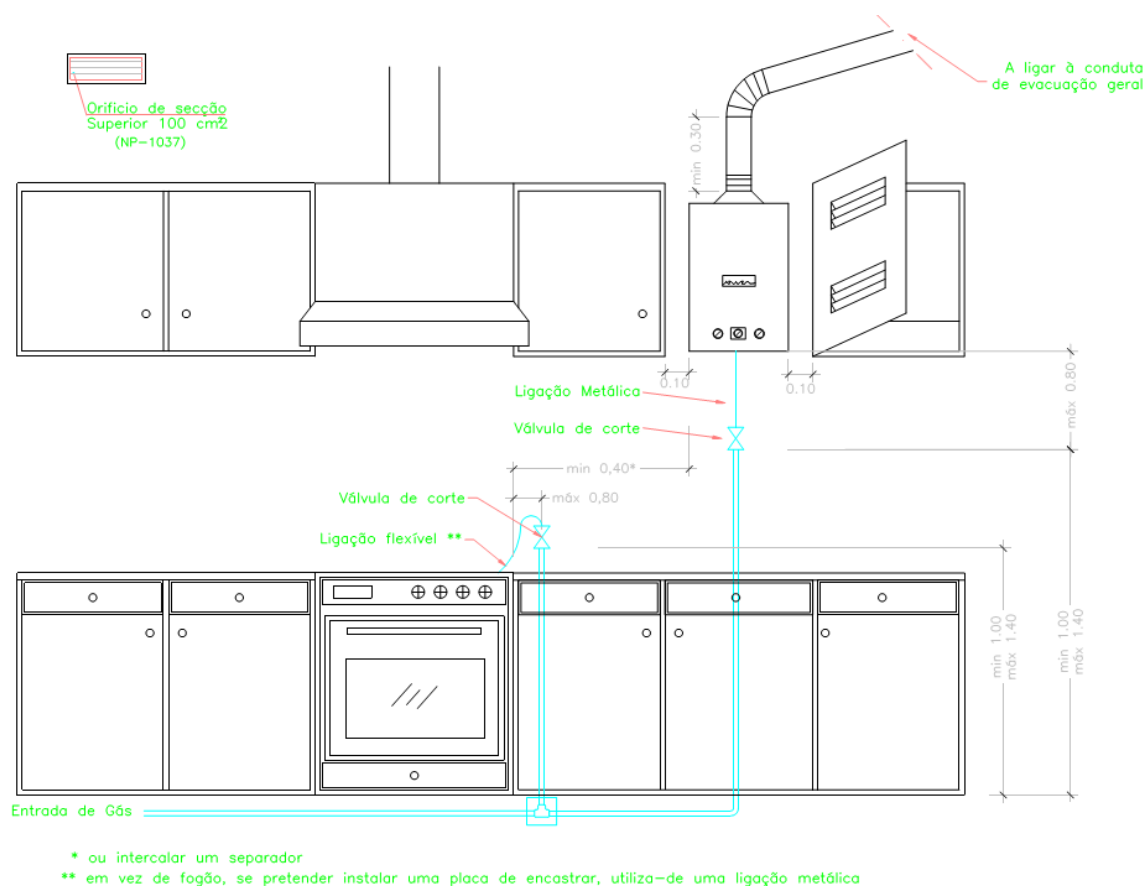 A ligar à conduta
de evacuação geral
Orificio de secção
Superior 100 cm²
(NP-1037)
min 0.30
0.10
0.10
máx 0.80
Ligação Metálica
Válvula de corte
min 0,40*
máx 0,80
Válvula de corte
Ligação flexível **
min 1.00
máx 1.40
min 1.00
máx 1.40
Entrada de Gás
* ou intercalar um separador
** em vez de fogão, se pretender instalar uma placa de encastrar, utiliza-de uma ligação metálica